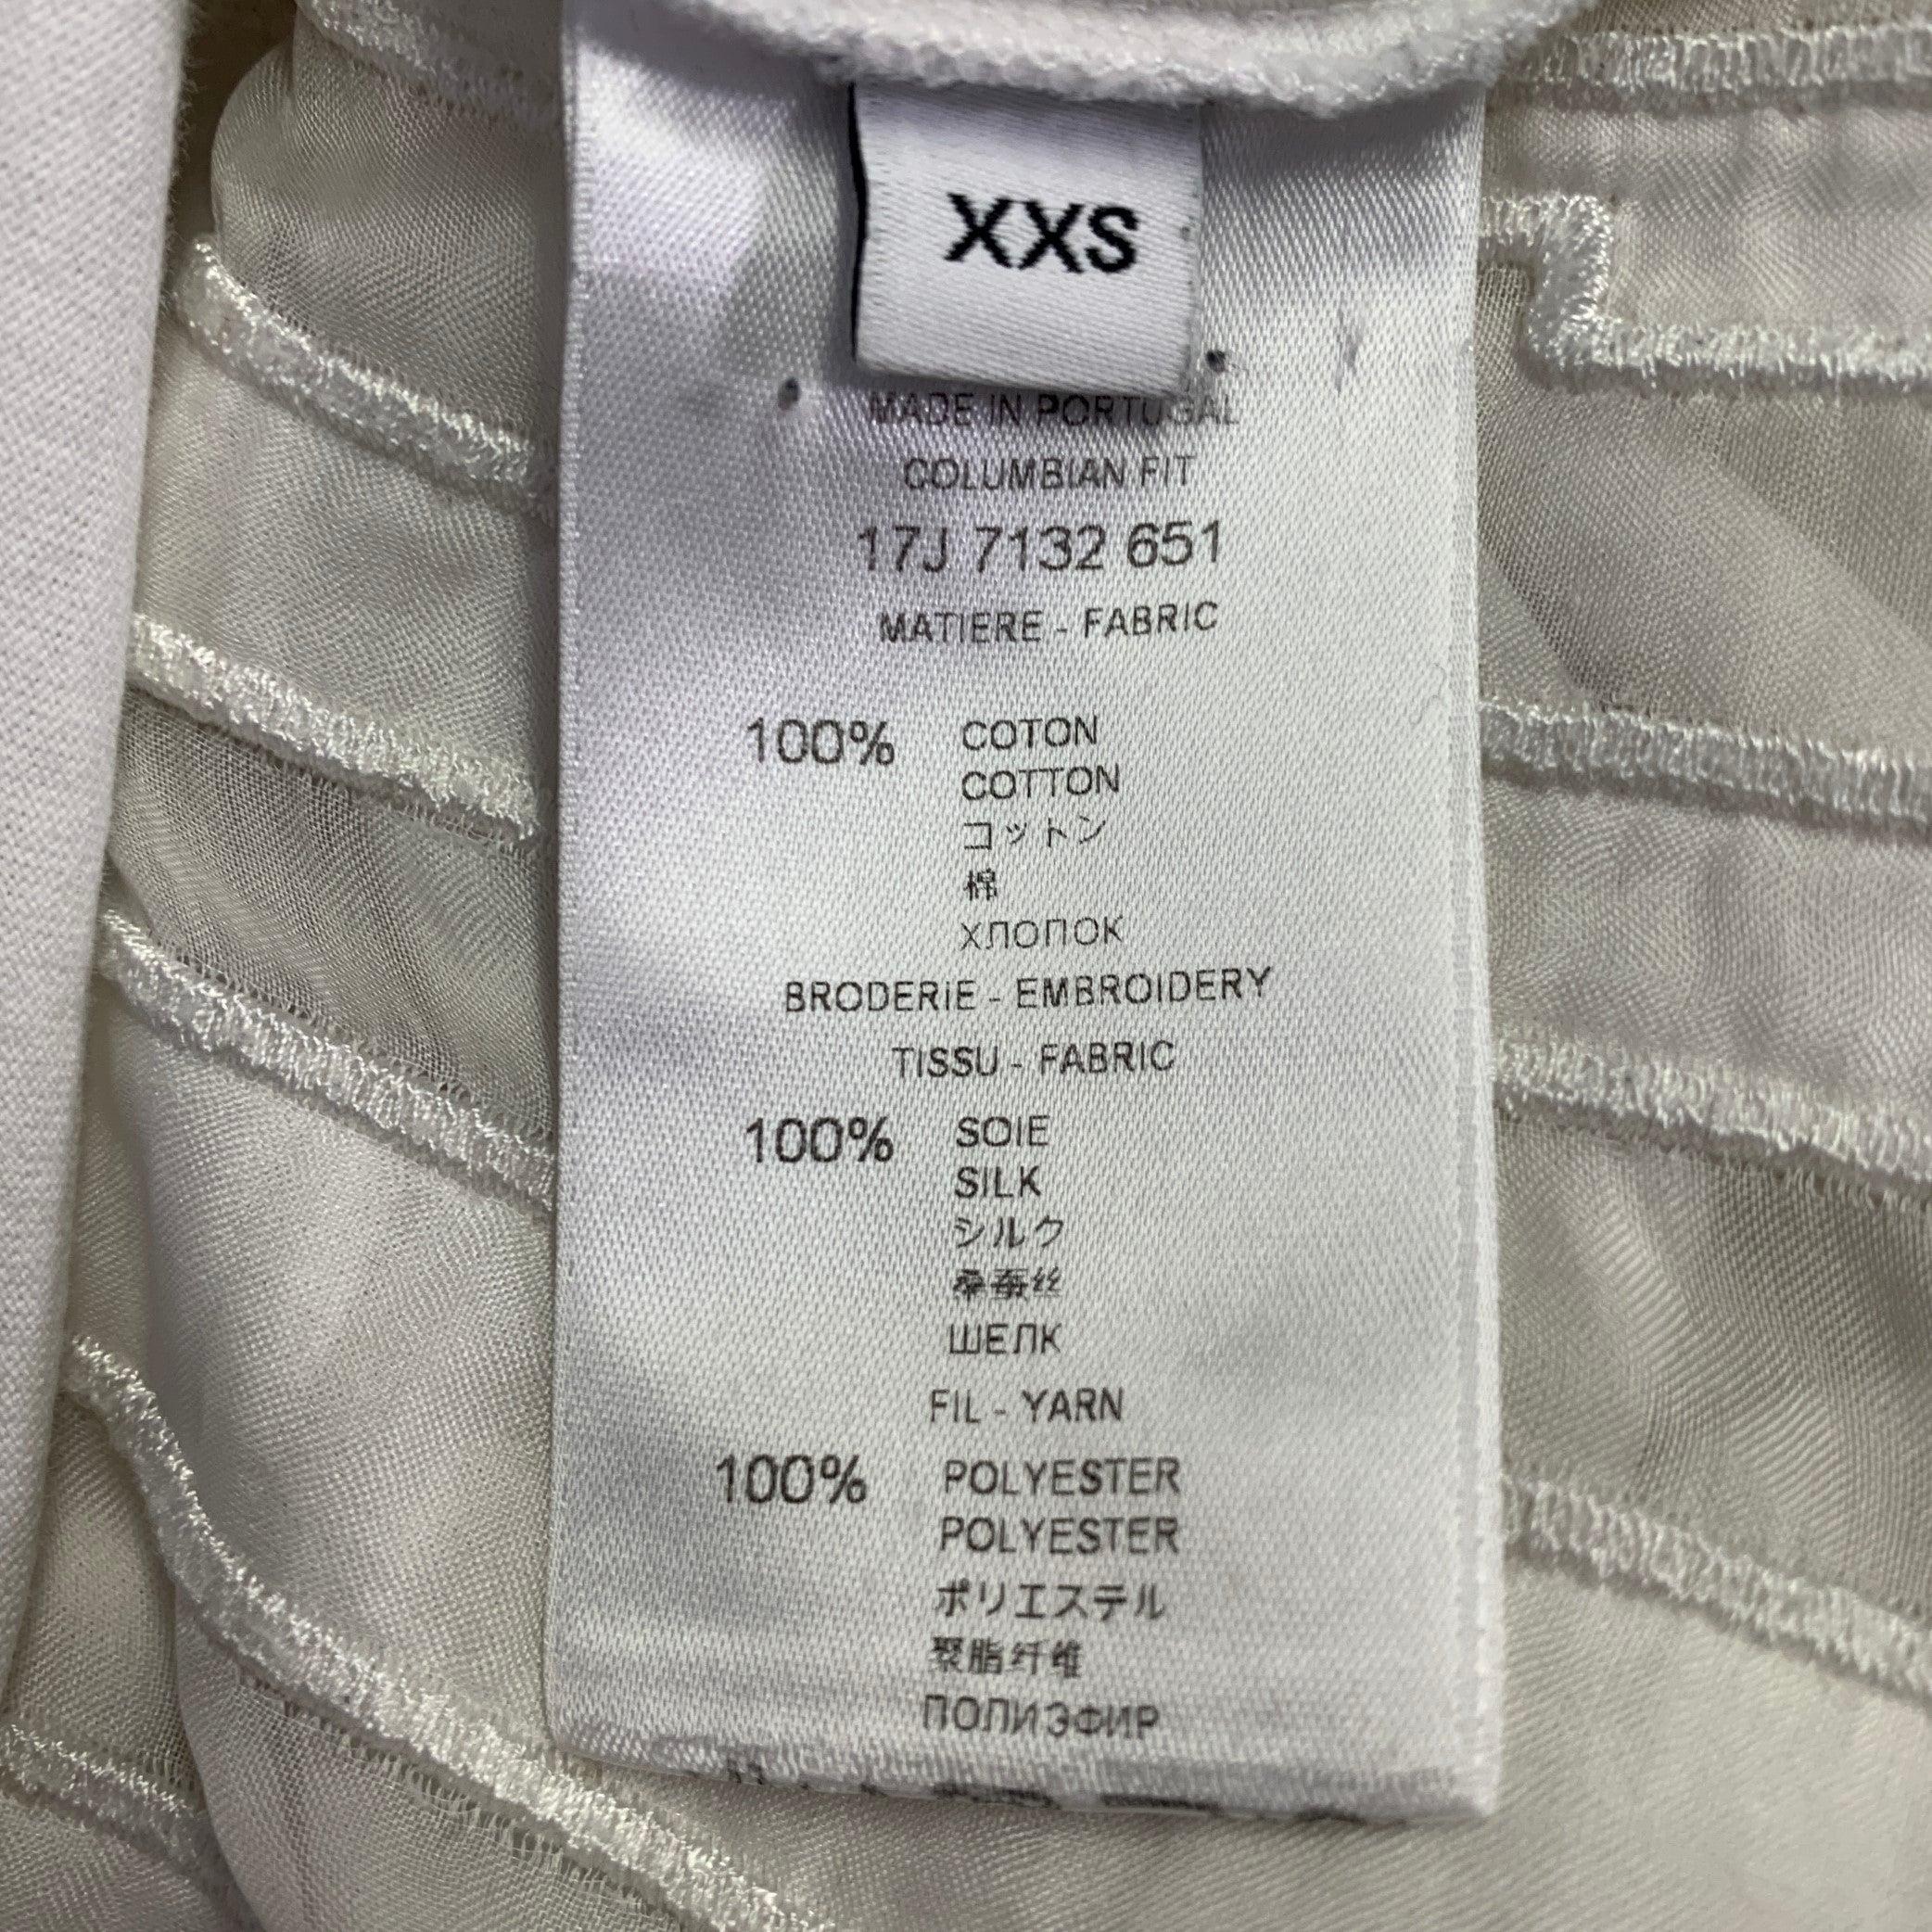 XXS
MADE IN PORTUGAL
COLUMBIAN FIT
17J 7132 651
MATIERE - FABRIC
100% COTON
COTTON
コットン
棉
ХЛОПОК
BRODERiE - EMBROIDERY
TISSU - FABRIC
100% SOIE
SILK
シルク
桑蚕丝
ШЕЛК
FIL - YARN
100% POLYESTER
POLYESTER
ポリエステル
聚脂纤维
ПОЛИЭФИР